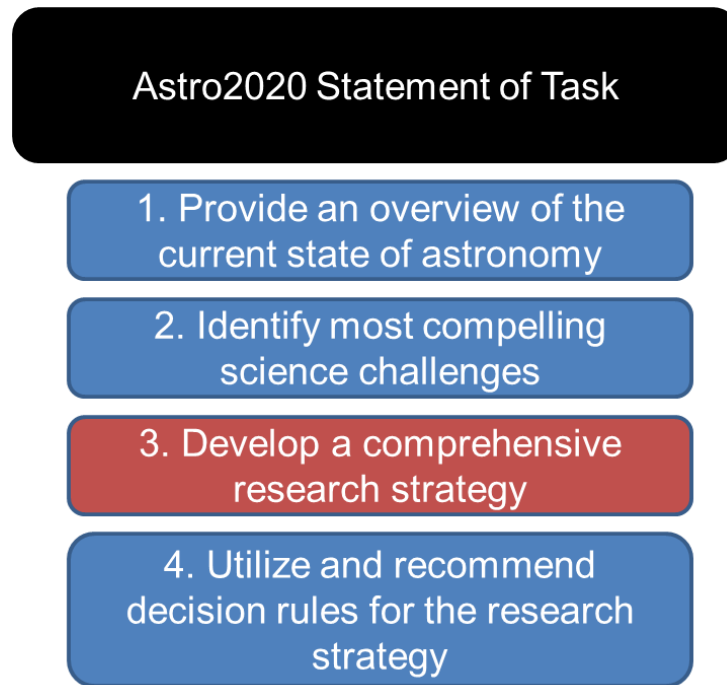 Astro2020 Statement of Task
1. Provide an overview of the
current state of astronomy
2. Identify most compelling
science challenges
3. Develop a comprehensive
research strategy
4. Utilize and recommend
decision rules for the research
strategy